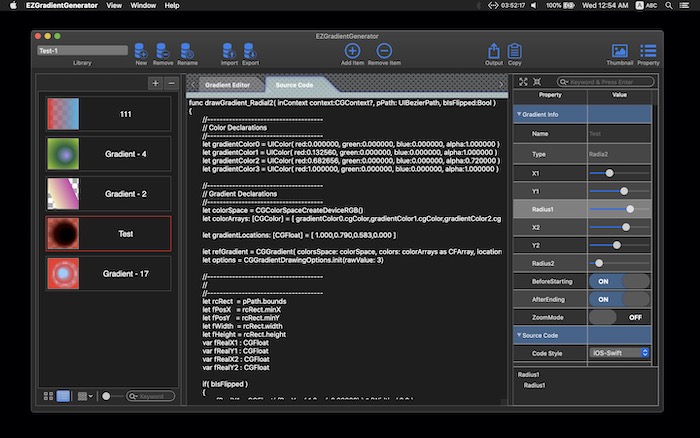 EZGradientGenerator View Window Help
03:52:17 100% Wed 12:54 AM A ABC
EZGradientGenerator
Test-1
Library
New Remove Rename Import Export Add Item Remove Item Output Copy Thumbnail Property
+ −
111
Gradient - 4
Gradient - 2
Test
Gradient - 17
Keyword
Gradient Editor Source Code
func drawGradient_Radial2( inContext context:CGContext?, pPath: UIBezierPath, bIsFlipped:Bool )
{
//-----------------------------------
// Color Declarations
//-----------------------------------
let gradientColor0 = UIColor( red:0.000000, green:0.000000, blue:0.000000, alpha:1.000000 )
let gradientColor1 = UIColor( red:0.132560, green:0.000000, blue:0.000000, alpha:1.000000 )
let gradientColor2 = UIColor( red:0.682656, green:0.000000, blue:0.000000, alpha:0.720000 )
let gradientColor3 = UIColor( red:1.000000, green:0.000000, blue:0.000000, alpha:1.000000 )
//-----------------------------------
// Gradient Declarations
//-----------------------------------
let colorSpace = CGColorSpaceCreateDeviceRGB()
let colorArrays: [CGColor] = [ gradientColor0.cgColor,gradientColor1.cgColor,gradientColor2.cg
let gradientLocations: [CGFloat] = [ 1.000,0.790,0.583,0.000 ]
let refGradient = CGGradient( colorsSpace: colorSpace, colors: colorArrays as CFArray, location
let options = CGGradientDrawingOptions.init(rawValue: 3)
//-----------------------------------
//
//-----------------------------------
let rcRect = pPath.bounds
let fPosX = rcRect.minX
let fPosY = rcRect.minY
let fWidth = rcRect.width
let fHeight = rcRect.height
var fRealX1 : CGFloat
var fRealY1 : CGFloat
var fRealX2 : CGFloat
var fRealY2 : CGFloat
if( bIsFlipped )
{
Keyword & Press Enter
Property Value
Gradient Info
Name Test
Type Radia2
X1
Y1
Radius1
X2
Y2
Radius2
BeforeStarting ON
AfterEnding ON
ZoomMode OFF
Source Code
Code Style iOS-Swift
Radius1
Radius1